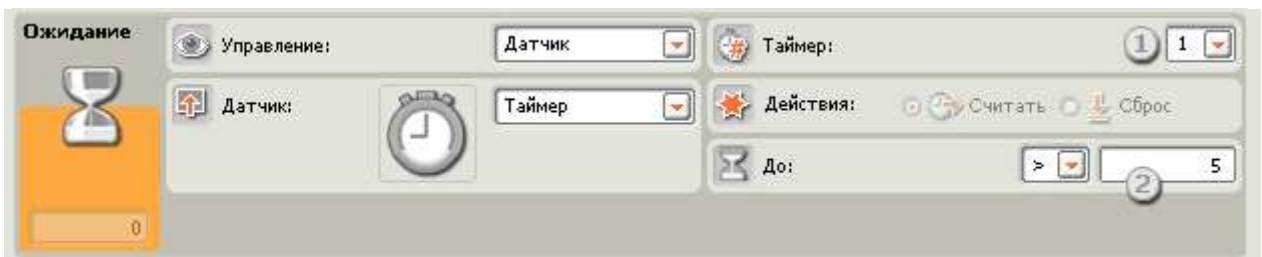 Ожидание
0
Управление: Датчик
Датчик: Таймер
Таймер: 1 1
Действия: Считать Сброс
До: > 5
2